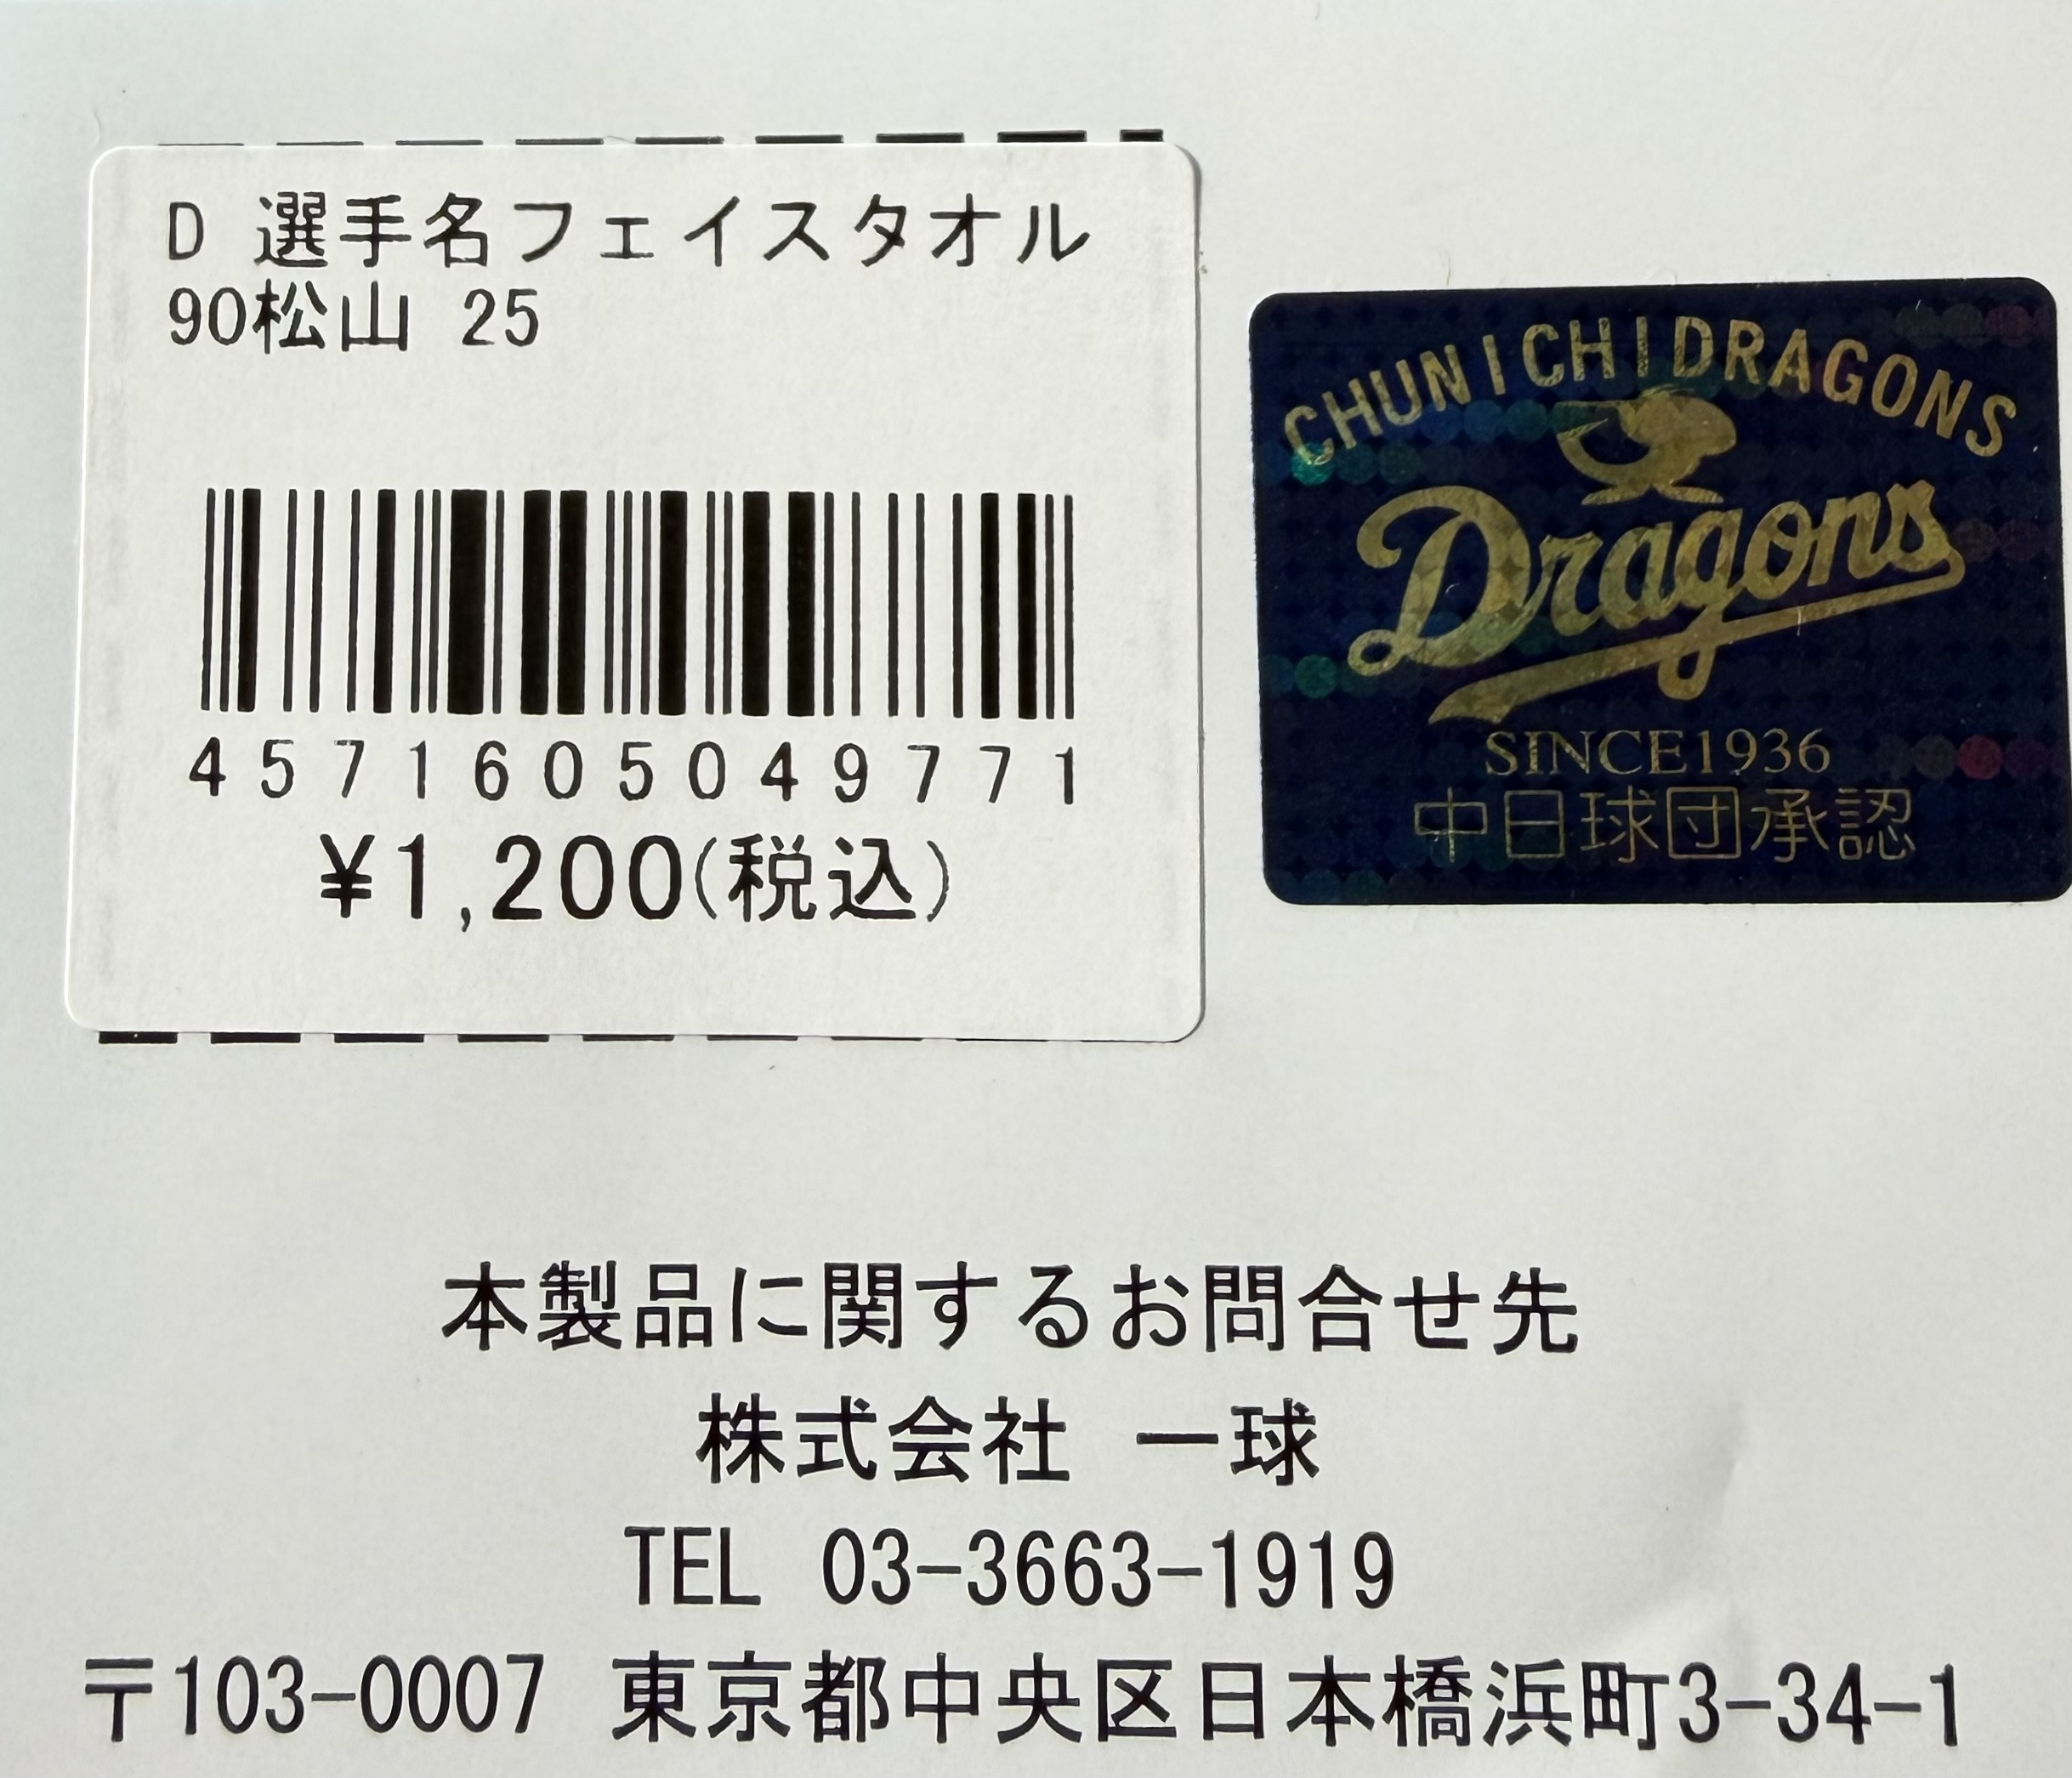 D 選手名フェイスタオル
90松山 25
4571605049771
¥1,200(税込)
CHUNICHI DRAGONS
Dragons
SINCE1936
中日球団承認
本製品に関するお問合せ先
株式会社 一球
TEL 03-3663-1919
〒103-0007 東京都中央区日本橋浜町3-34-1